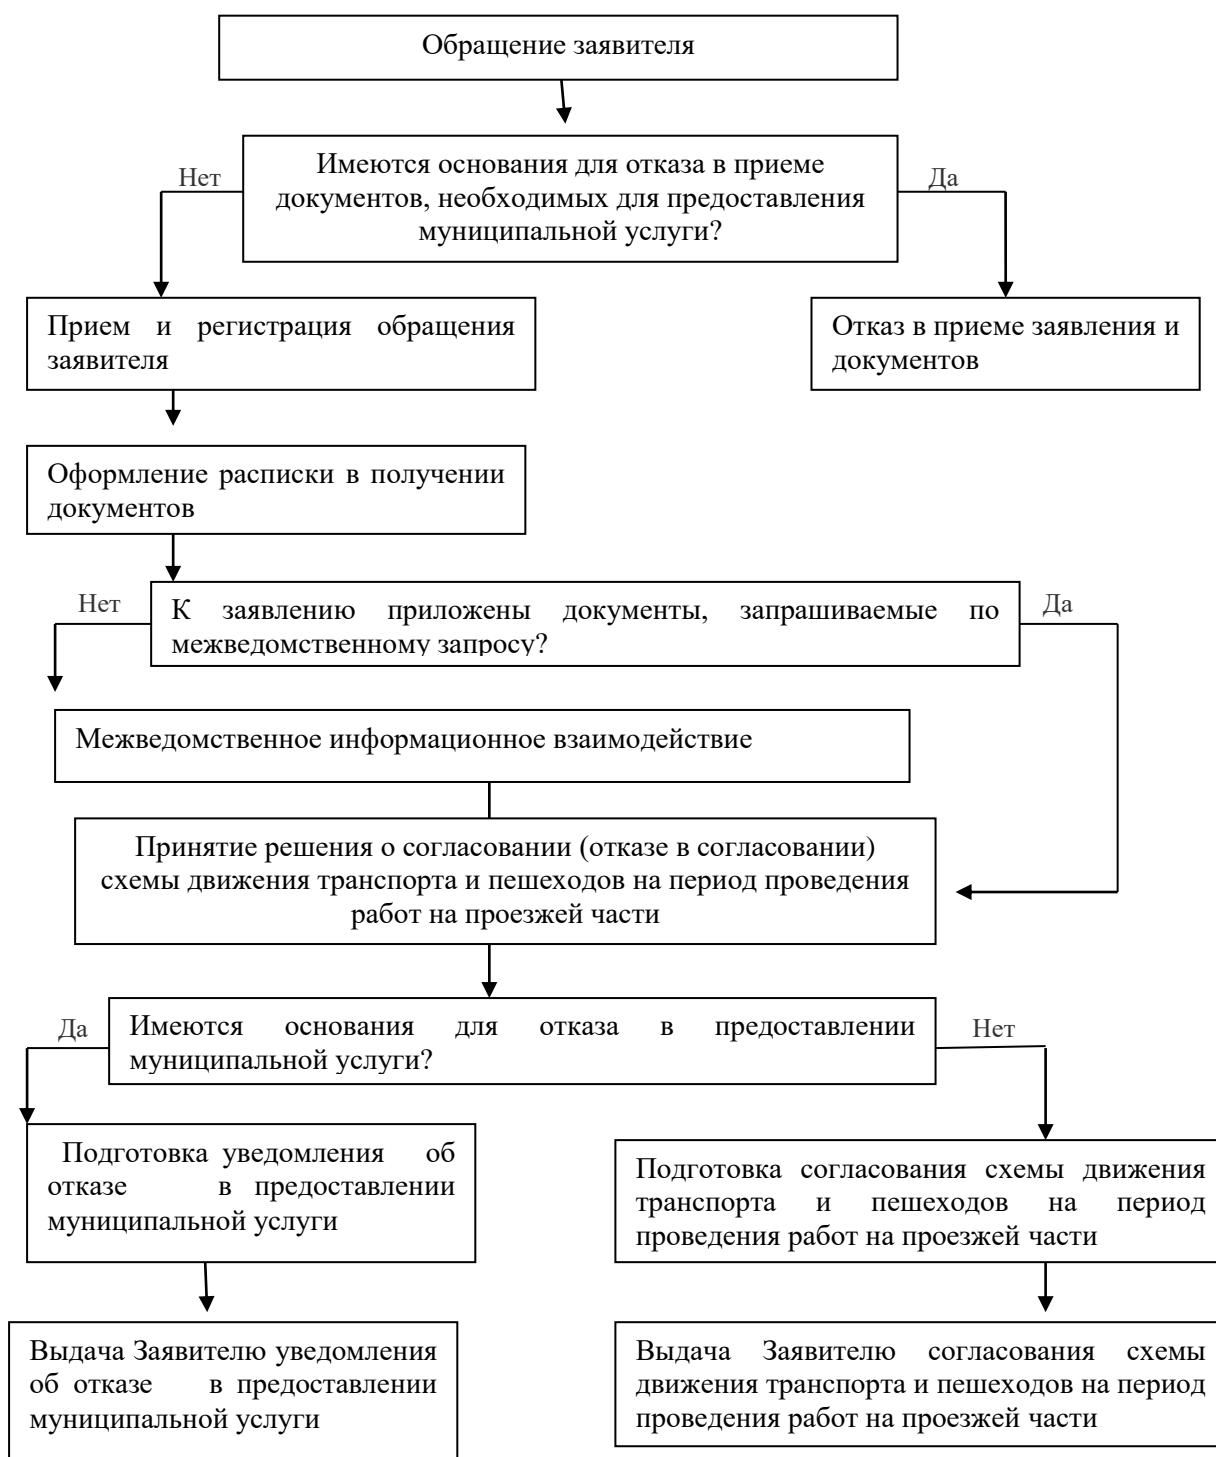 Обращение заявителя
Имеются основания для отказа в приеме
документов, необходимых для предоставления
муниципальной услуги?
Нет
Да
Прием и регистрация обращения
заявителя
Отказ в приеме заявления и
документов
Оформление расписки в получении
документов
Нет
К заявлению приложены документы, запрашиваемые по
межведомственному запросу?
Да
Межведомственное информационное взаимодействие
Принятие решения о согласовании (отказе в согласовании)
схемы движения транспорта и пешеходов на период проведения
работ на проезжей части
Да
Имеются основания для отказа в предоставлении
муниципальной услуги?
Нет
Подготовка уведомления об
отказе в предоставлении
муниципальной услуги
Подготовка согласования схемы движения
транспорта и пешеходов на период
проведения работ на проезжей части
Выдача Заявителю уведомления
об отказе в предоставлении
муниципальной услуги
Выдача Заявителю согласования схемы
движения транспорта и пешеходов на период
проведения работ на проезжей части